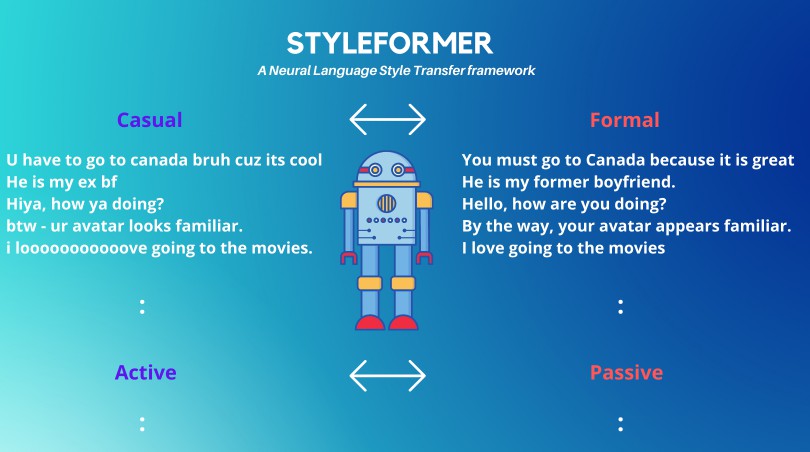 STYLEFORMER
A Neural Language Style Transfer framework
Casual
Formal
U have to go to canada bruh cuz its cool
He is my ex bf
Hiya, how ya doing?
btw - ur avatar looks familiar.
i looooooooooove going to the movies.
:
You must go to Canada because it is great
He is my former boyfriend.
Hello, how are you doing?
By the way, your avatar appears familiar.
I love going to the movies
:
Active
Passive
:
: